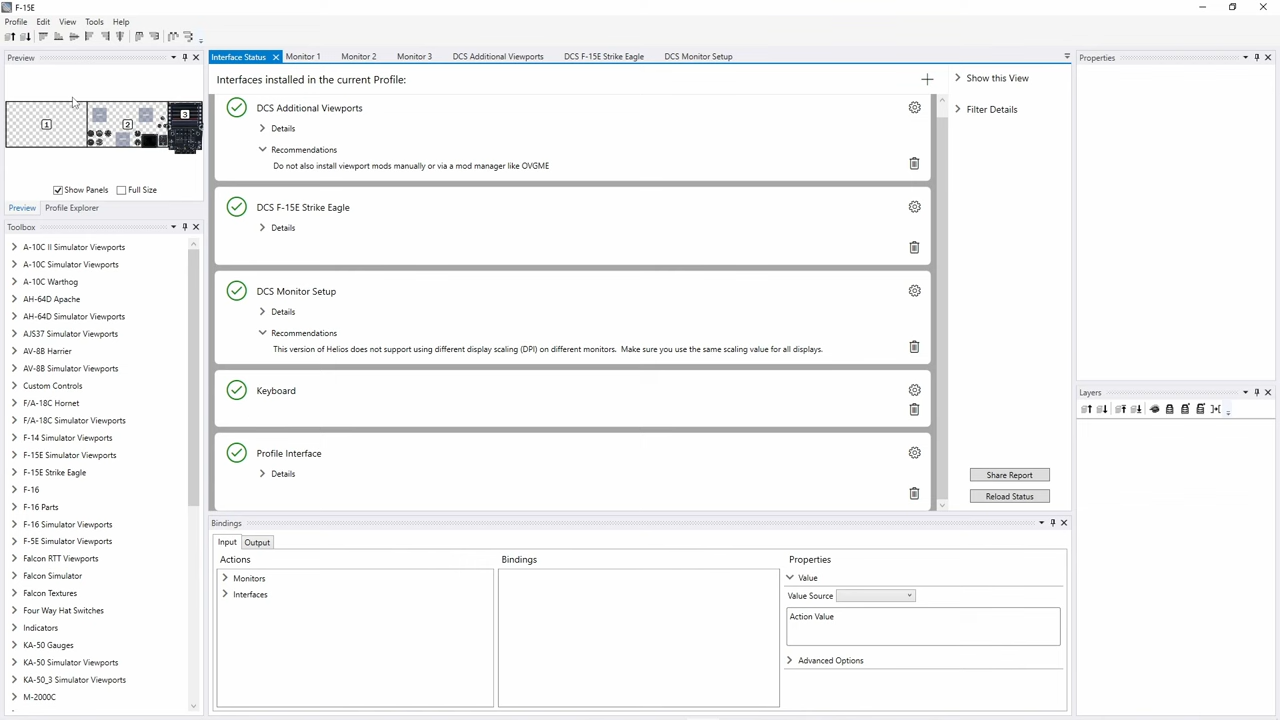 F-15E
Profile Edit View Tools Help
Preview
1
2
3
Show Panels
Full Size
Preview
Profile Explorer
Toolbox
A-10C II Simulator Viewports
A-10C Simulator Viewports
A-10C Warthog
AH-64D Apache
AH-64D Simulator Viewports
AJS37 Simulator Viewports
AV-8B Harrier
AV-8B Simulator Viewports
Custom Controls
F/A-18C Hornet
F/A-18C Simulator Viewports
F-14 Simulator Viewports
F-15E Simulator Viewports
F-15E Strike Eagle
F-16
F-16 Parts
F-16 Simulator Viewports
F-5E Simulator Viewports
Falcon RTT Viewports
Falcon Simulator
Falcon Textures
Four Way Hat Switches
Indicators
KA-50 Gauges
KA-50 Simulator Viewports
KA-50_3 Simulator Viewports
M-2000C
Interface Status
Monitor 1
Monitor 2
Monitor 3
DCS Additional Viewports
DCS F-15E Strike Eagle
DCS Monitor Setup
Interfaces installed in the current Profile:
DCS Additional Viewports
Details
Recommendations
Do not also install viewport mods manually or via a mod manager like OVGME
DCS F-15E Strike Eagle
Details
DCS Monitor Setup
Details
Recommendations
This version of Helios does not support using different display scaling (DPI) on different monitors. Make sure you use the same scaling value for all displays.
Keyboard
Profile Interface
Details
Show this View
Filter Details
Share Report
Reload Status
Bindings
Input
Output
Actions
Monitors
Interfaces
Bindings
Properties
Value
Value Source
Action Value
Advanced Options
Properties
Layers